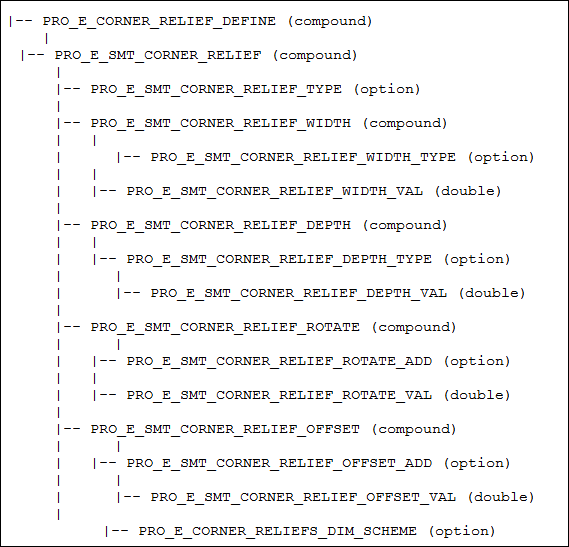 |-- PRO_E_CORNER_RELIEF_DEFINE (compound)
|
|-- PRO_E_SMT_CORNER_RELIEF (compound)
|
|-- PRO_E_SMT_CORNER_RELIEF_TYPE (option)
|
|-- PRO_E_SMT_CORNER_RELIEF_WIDTH (compound)
| |
| |-- PRO_E_SMT_CORNER_RELIEF_WIDTH_TYPE (option)
| |
| |-- PRO_E_SMT_CORNER_RELIEF_WIDTH_VAL (double)
|
|-- PRO_E_SMT_CORNER_RELIEF_DEPTH (compound)
| |
| |-- PRO_E_SMT_CORNER_RELIEF_DEPTH_TYPE (option)
| |
| |-- PRO_E_SMT_CORNER_RELIEF_DEPTH_VAL (double)
|
|-- PRO_E_SMT_CORNER_RELIEF_ROTATE (compound)
| |
| |-- PRO_E_SMT_CORNER_RELIEF_ROTATE_ADD (option)
| |
| |-- PRO_E_SMT_CORNER_RELIEF_ROTATE_VAL (double)
|
|-- PRO_E_SMT_CORNER_RELIEF_OFFSET (compound)
| |
| |-- PRO_E_SMT_CORNER_RELIEF_OFFSET_ADD (option)
| |
| |-- PRO_E_SMT_CORNER_RELIEF_OFFSET_VAL (double)
|
|-- PRO_E_CORNER_RELIEFS_DIM_SCHEME (option)